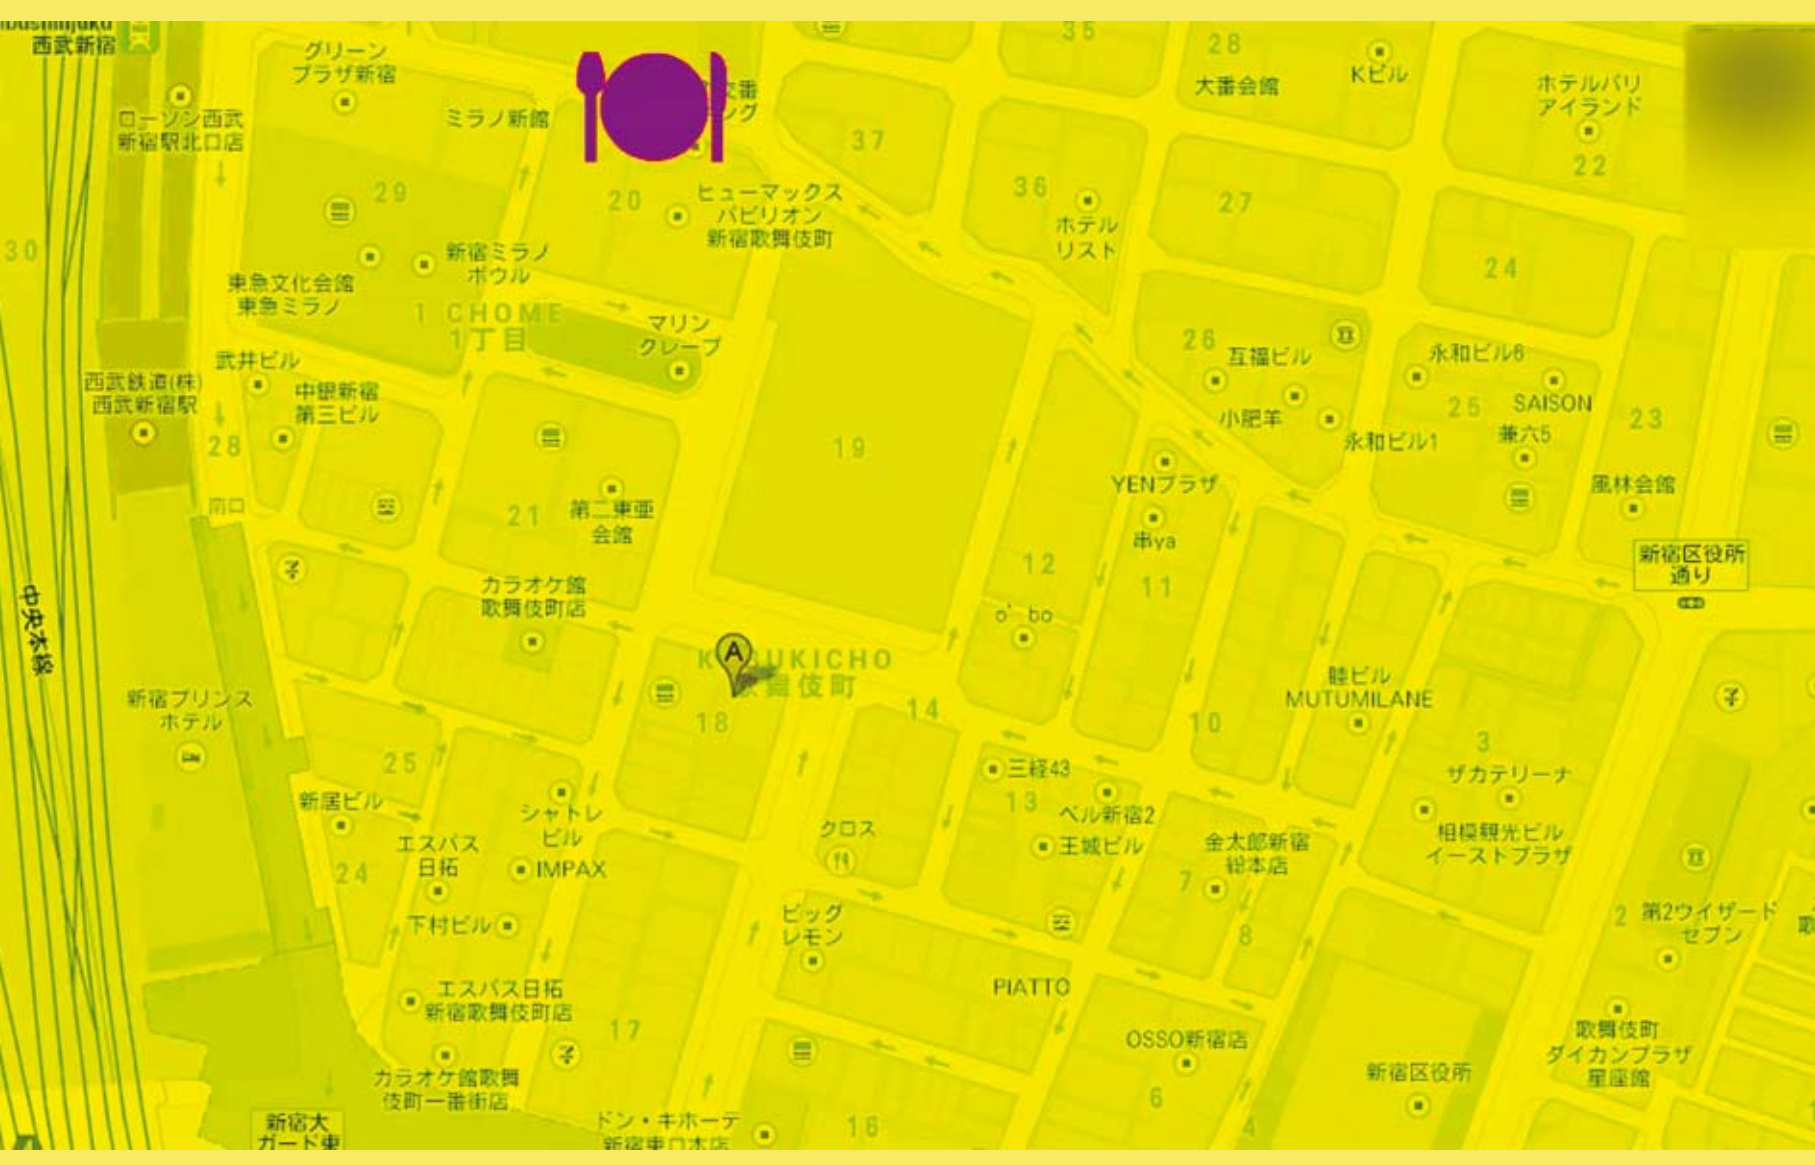 西武新宿
グリーン
プラザ新宿
35
28
大番会館
Kビル
ホテルバリ
アイランド
22
ローソン西武
新宿駅北口店
ミラノ新館
交番
37
29
20
ヒューマックス
パビリオン
新宿歌舞伎町
36
ホテル
リスト
27
30
新宿ミラノ
ボウル
東急文化会館
東急ミラノ
24
1 CHOME
1丁目
マリン
クレープ
26
互福ビル
永和ビル6
武井ビル
西武鉄道(株)
西武新宿駅
中銀新宿
第三ビル
小肥羊
25
SAISON
23
28
19
永和ビル1
兼六5
YENプラザ
風林会館
南口
21
第二東亜
会館
串ya
12
11
新宿区役所
通り
カラオケ館
歌舞伎町店
o' bo
中央本線
A
KABUKICHO
歌舞伎町
新宿プリンス
ホテル
18
14
10
睦ビル
MUTUMILANE
25
三経43
13
3
ザカテリーナ
新居ビル
シャトレ
ビル
クロス
ベル新宿2
王城ビル
金太郎新宿
総本店
相模観光ビル
イーストプラザ
エスパス
日拓
24
IMPAX
7
下村ビル
ビッグ
レモン
8
2
第2ウイザード
セブン
歌
エスパス日拓
新宿歌舞伎町店
17
PIATTO
OSSO新宿店
歌舞伎町
ダイカンプラザ
星座館
カラオケ館歌舞
伎町一番街店
6
新宿区役所
新宿大
ガード東
ドン・キホーテ
新宿東口本店
16
4